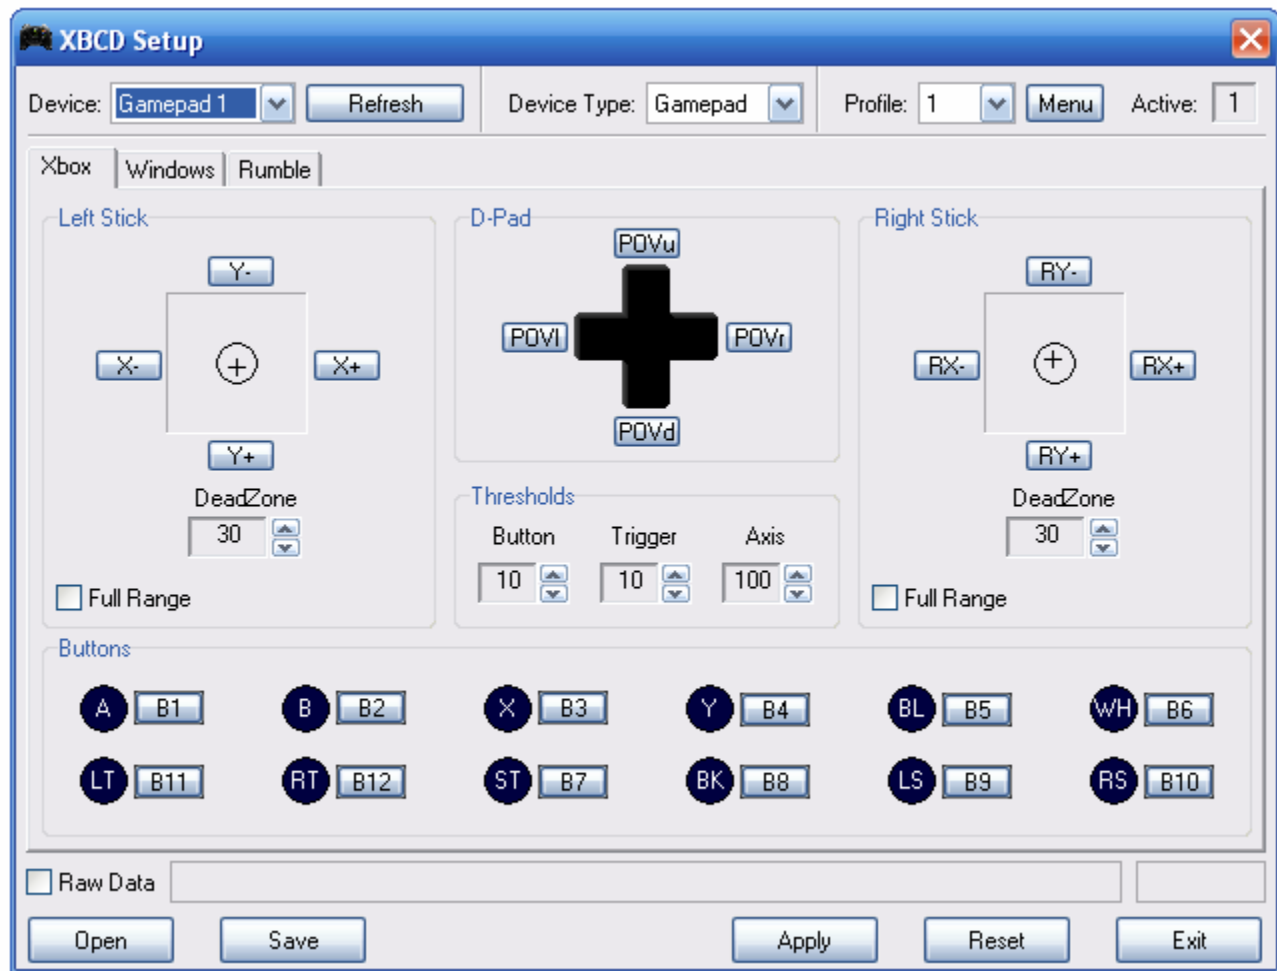 XBCD Setup
Device: Gamepad 1 Refresh Device Type: Gamepad Profile: 1 Menu Active: 1
Xbox Windows Rumble
Left Stick D-Pad Right Stick
POVu
Y- RY-
POVl POVr
X- X+ RX- RX+
POVd
Y+ RY+
DeadZone Thresholds DeadZone
30 Button Trigger Axis 30
10 10 100
Full Range Full Range
Buttons
A B1 B B2 X B3 Y B4 BL B5 WH B6
LT B11 RT B12 ST B7 BK B8 LS B9 RS B10
Raw Data
Open Save Apply Reset Exit